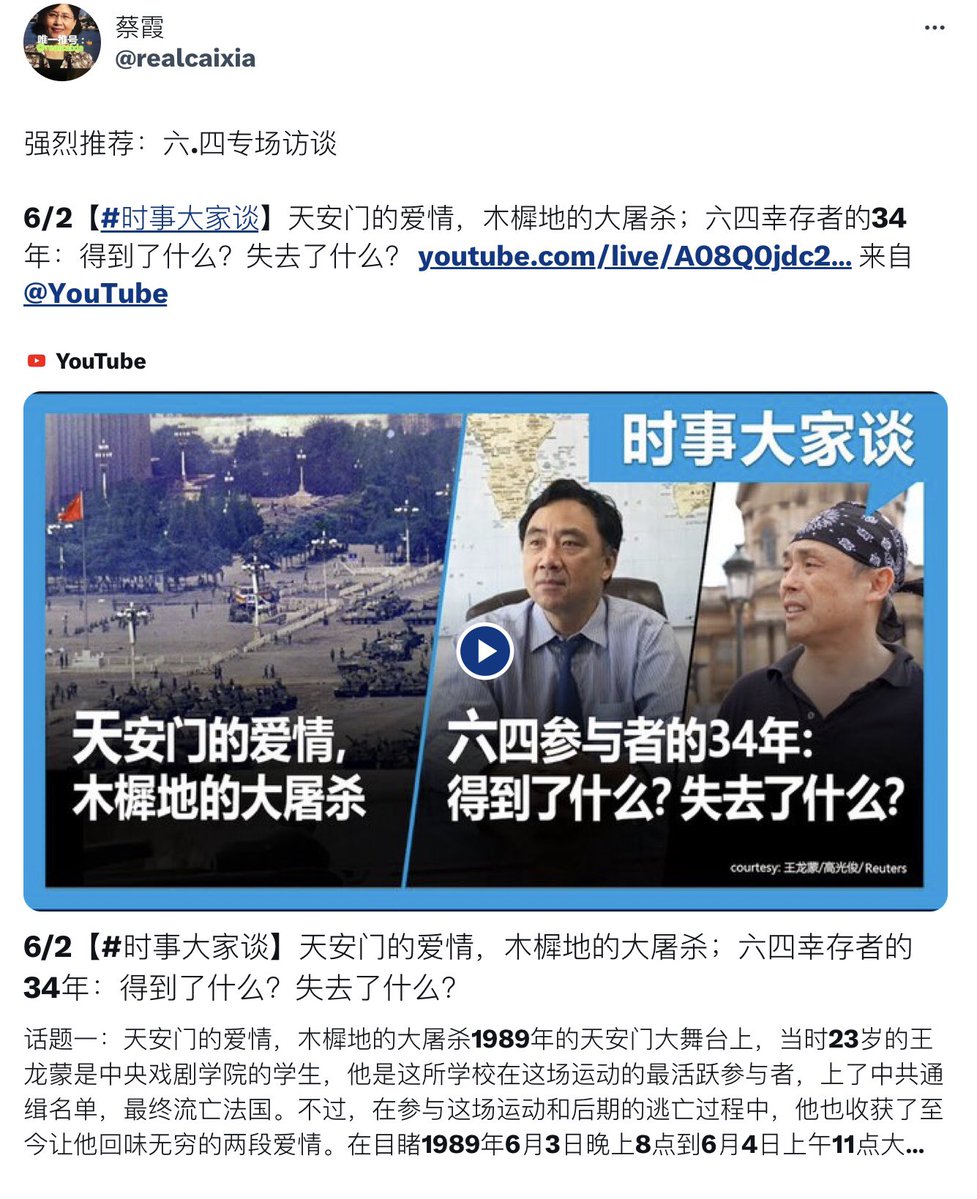 唯一推号：
@realcaixia
蔡霞
@realcaixia
强烈推荐：六.四专场访谈
6/2【#时事大家谈】天安门的爱情，木樨地的大屠杀；六四幸存者的34
年：得到了什么？失去了什么？ youtube.com/live/A08Q0jdc2… 来自
@YouTube
YouTube
时事大家谈
天安门的爱情,
木樨地的大屠杀
六四参与者的34年:
得到了什么? 失去了什么?
courtesy: 王龙蒙/高光俊/Reuters
6/2【#时事大家谈】天安门的爱情，木樨地的大屠杀；六四幸存者的
34年：得到了什么？失去了什么？
话题一：天安门的爱情，木樨地的大屠杀1989年的天安门大舞台上，当时23岁的王
龙蒙是中央戏剧学院的学生，他是这所学校在这场运动的最活跃参与者，上了中共通
缉名单，最终流亡法国。不过，在参与这场运动和后期的逃亡过程中，他也收获了至
今让他回味无穷的两段爱情。在目睹1989年6月3日晚上8点到6月4日上午11点大…